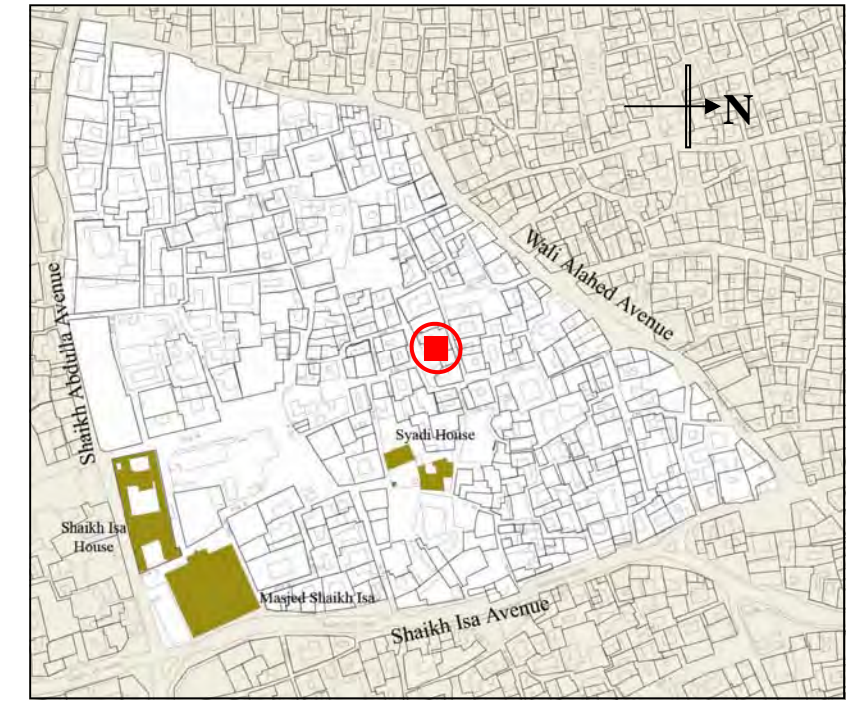 N
Wali Alahed Avenue
Shaikh Abdulla Avenue
Syadi House
Shaikh Isa
House
Masjed Shaikh Isa
Shaikh Isa Avenue